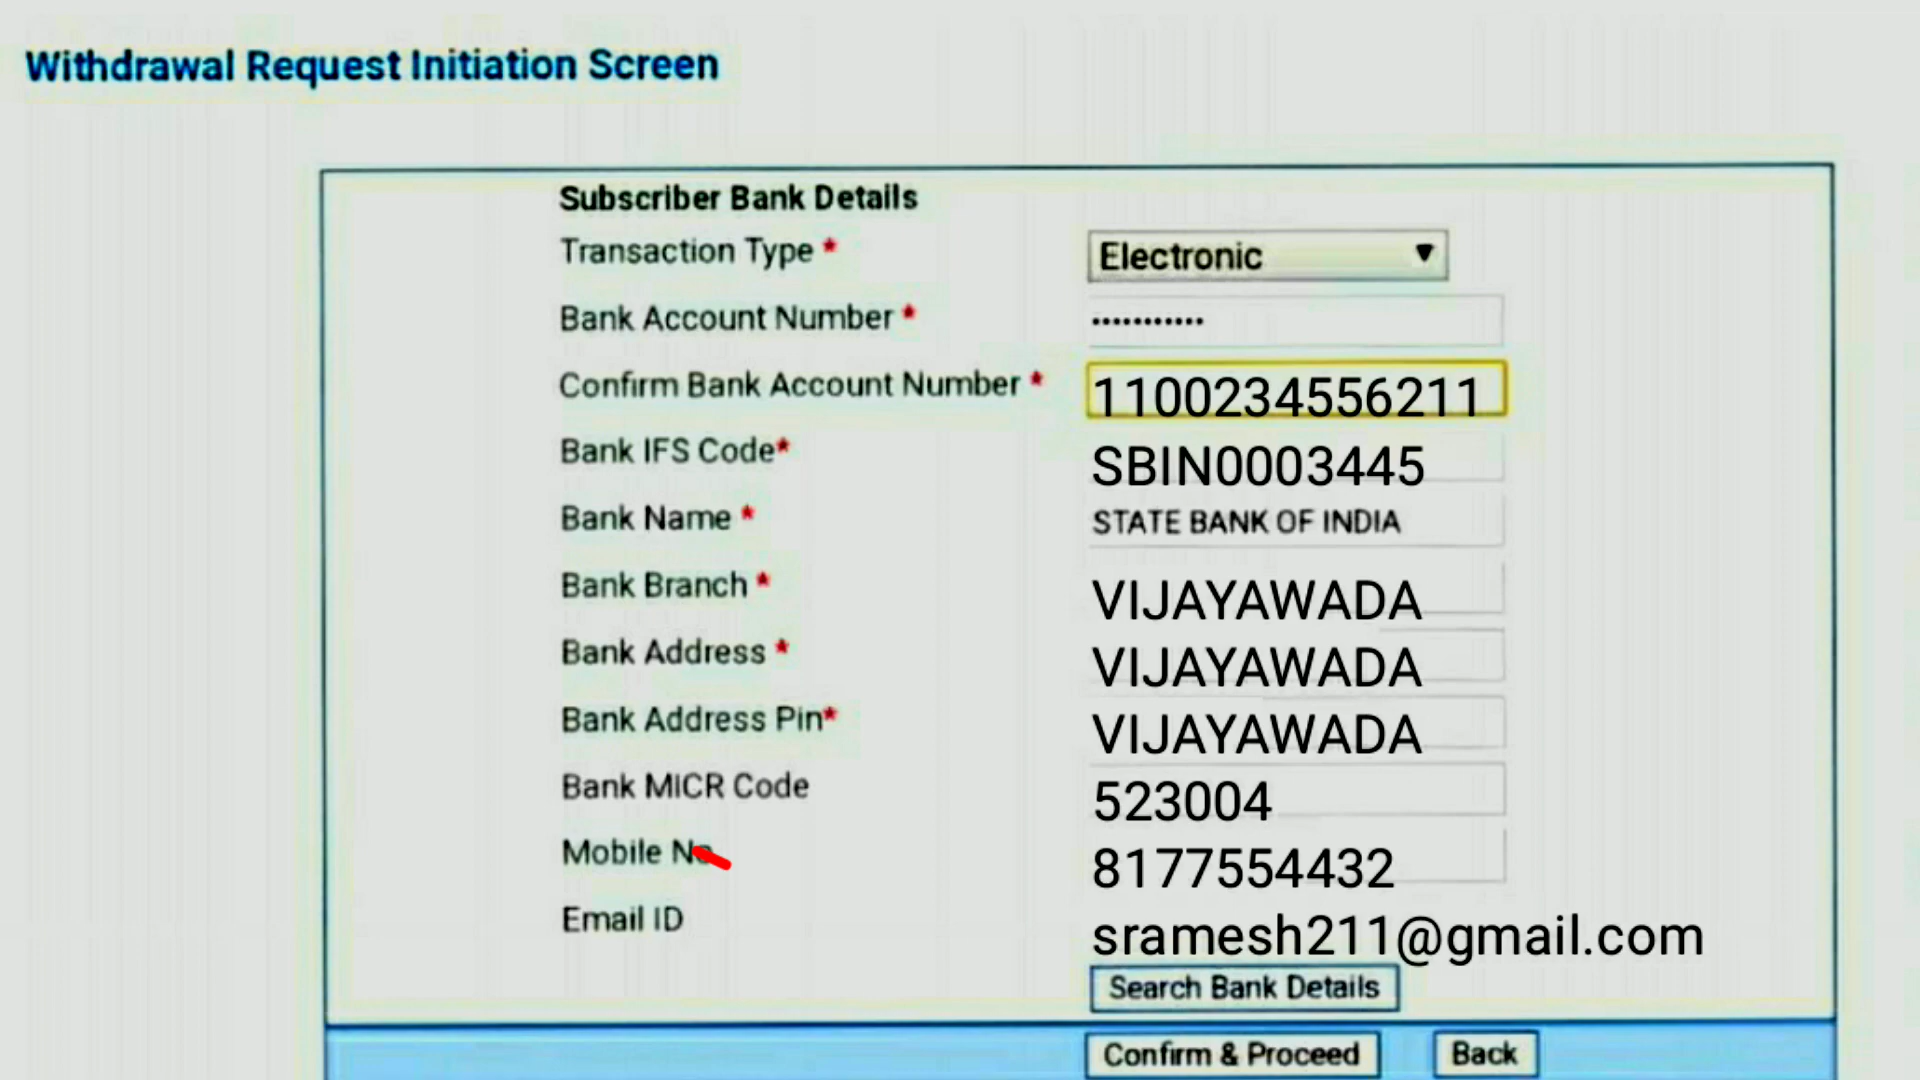 Withdrawal Request Initiation Screen
Subscriber Bank Details
Transaction Type * Electronic ▼
Bank Account Number * •••••••••••
Confirm Bank Account Number * 1100234556211
Bank IFS Code* SBIN0003445
Bank Name * STATE BANK OF INDIA
Bank Branch * VIJAYAWADA
Bank Address * VIJAYAWADA
Bank Address Pin* VIJAYAWADA
Bank MICR Code 523004
Mobile No 8177554432
Email ID sramesh211@gmail.com
Search Bank Details
Confirm & Proceed Back